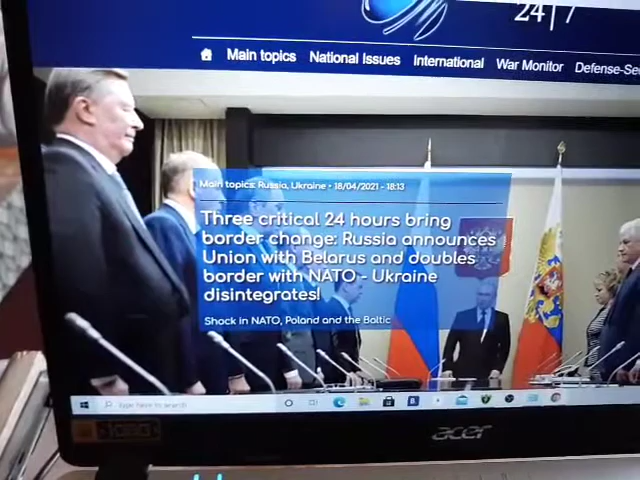 24|7
Main topics National Issues International War Monitor Defense-Se
Main topics: Russia, Ukraine • 18/04/2021 - 18:13
Three critical 24 hours bring
border change: Russia announces
Union with Belarus and doubles
border with NATO - Ukraine
disintegrates!
Shock in NATO, Poland and the Baltic
Type here to search
acer